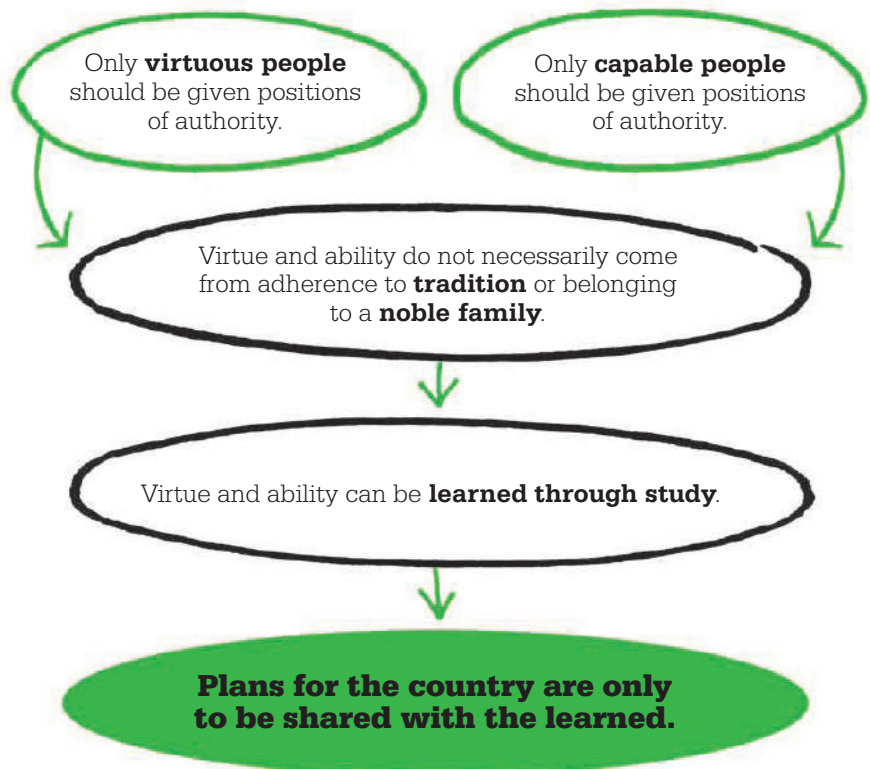 Only virtuous people
should be given positions
of authority.
Only capable people
should be given positions
of authority.
Virtue and ability do not necessarily come
from adherence to tradition or belonging
to a noble family.
Virtue and ability can be learned through study.
Plans for the country are only
to be shared with the learned.